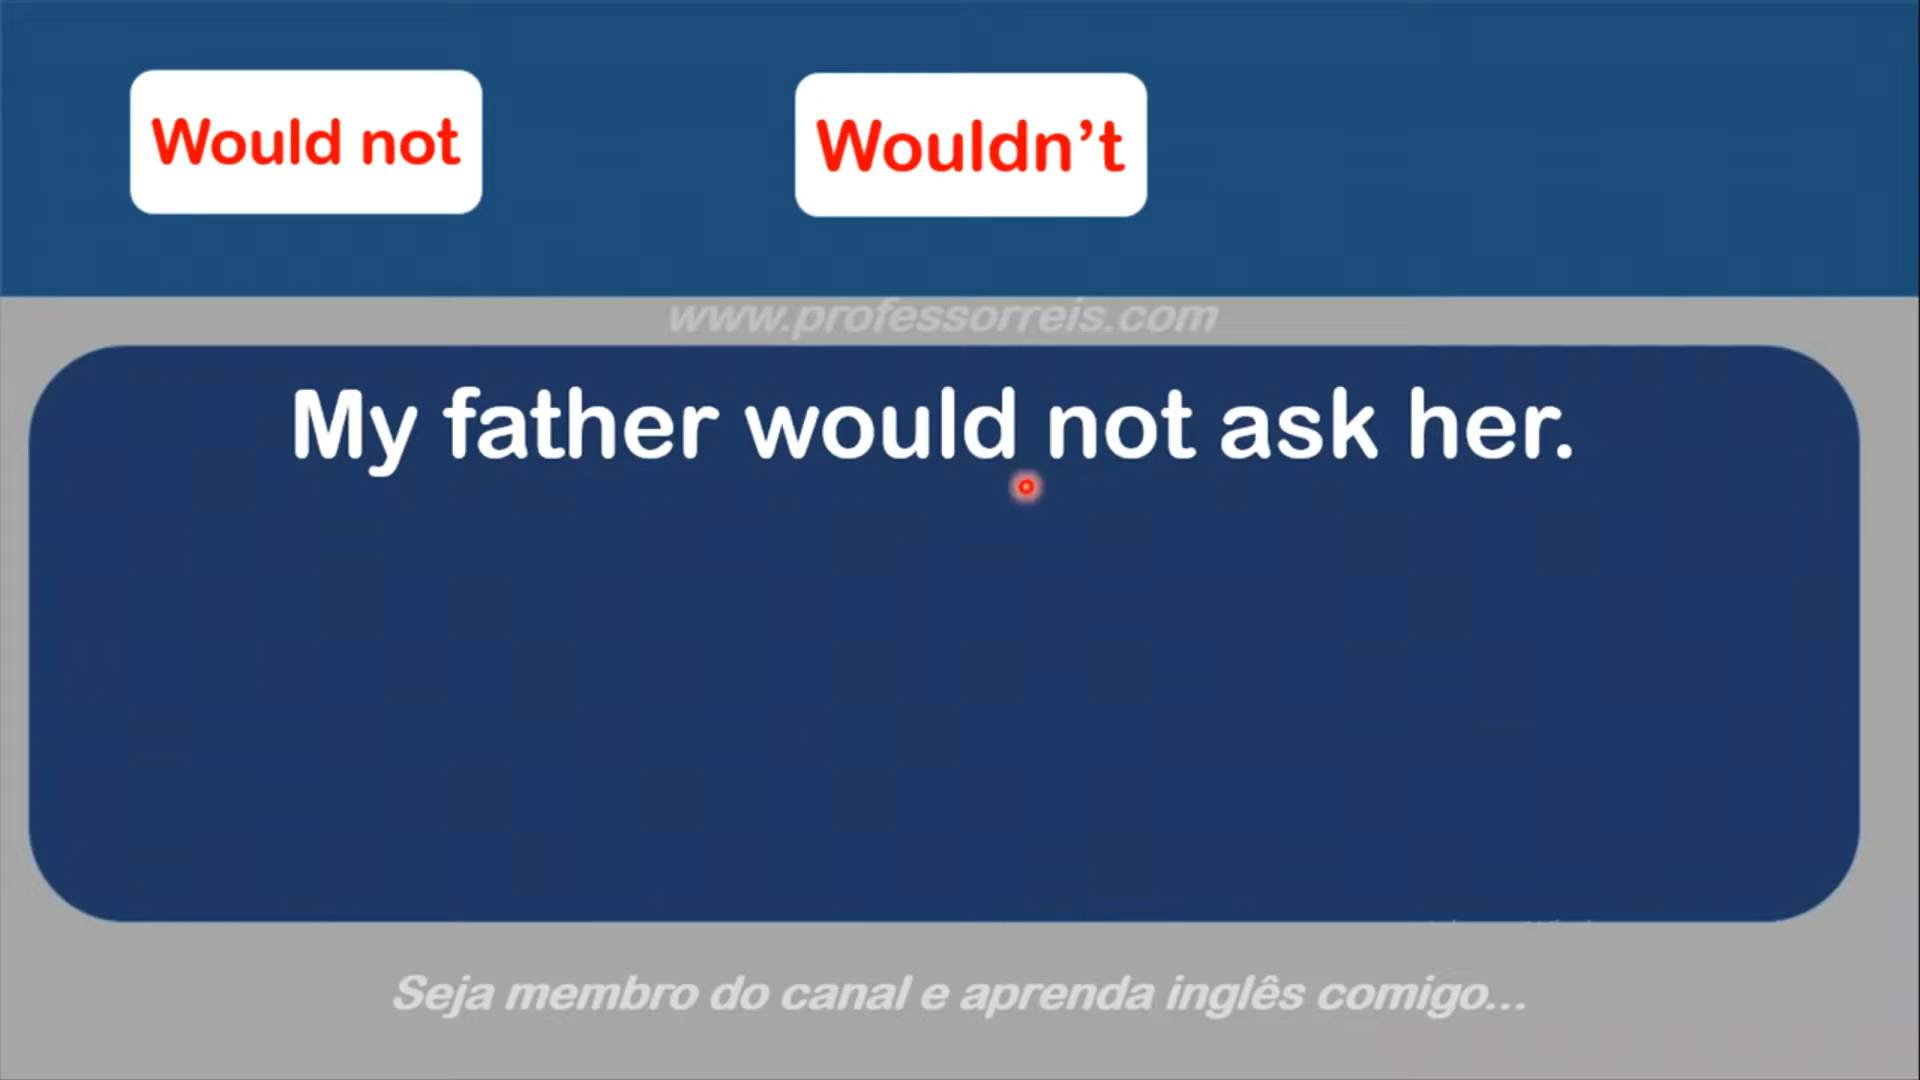 Would not
Wouldn’t
www.professorreis.com
My father would not ask her.
Seja membro do canal e aprenda inglês comigo...